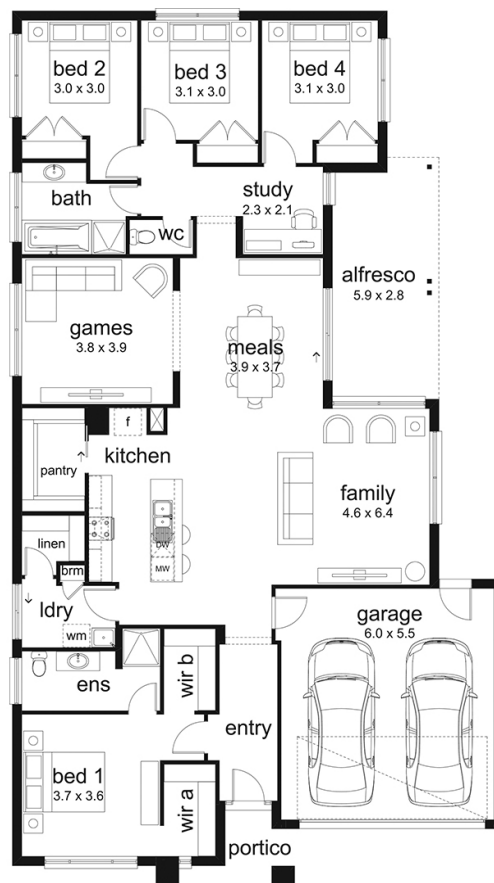 bed 2
3.0 x 3.0
bed 3
3.1 x 3.0
bed 4
3.1 x 3.0
bath
study
2.3 x 2.1
wc
alfresco
5.9 x 2.8
games
3.8 x 3.9
meals
3.9 x 3.7
f
kitchen
pantry
family
4.6 x 6.4
linen
DW
MW
brm
ldry
wm
garage
6.0 x 5.5
ens
wir b
entry
bed 1
3.7 x 3.6
wir a
portico